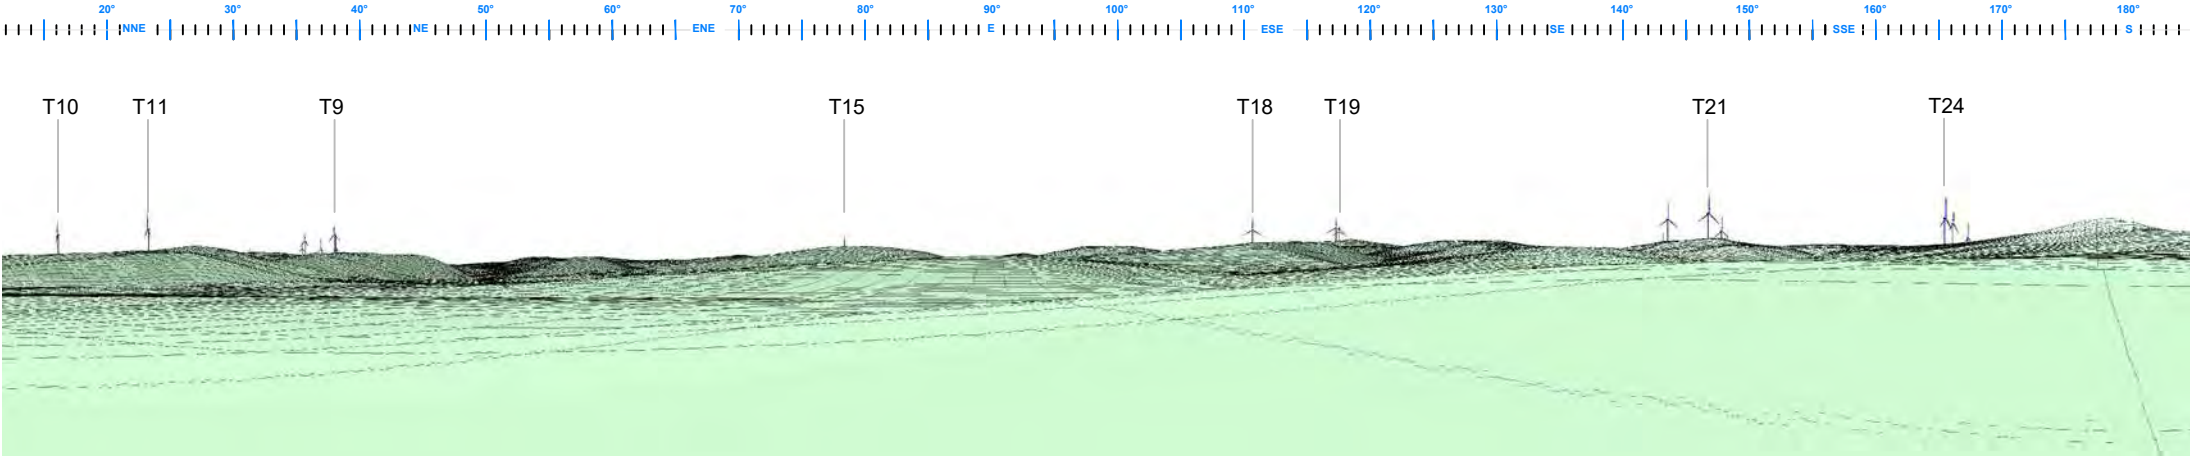 20° 30° 40° 50° 60° 70° 80° 90° 100° 110° 120° 130° 140° 150° 160° 170° 180°
NNE NE ENE E ESE SE SSE S
T10 T11 T9 T15 T18 T19 T21 T24